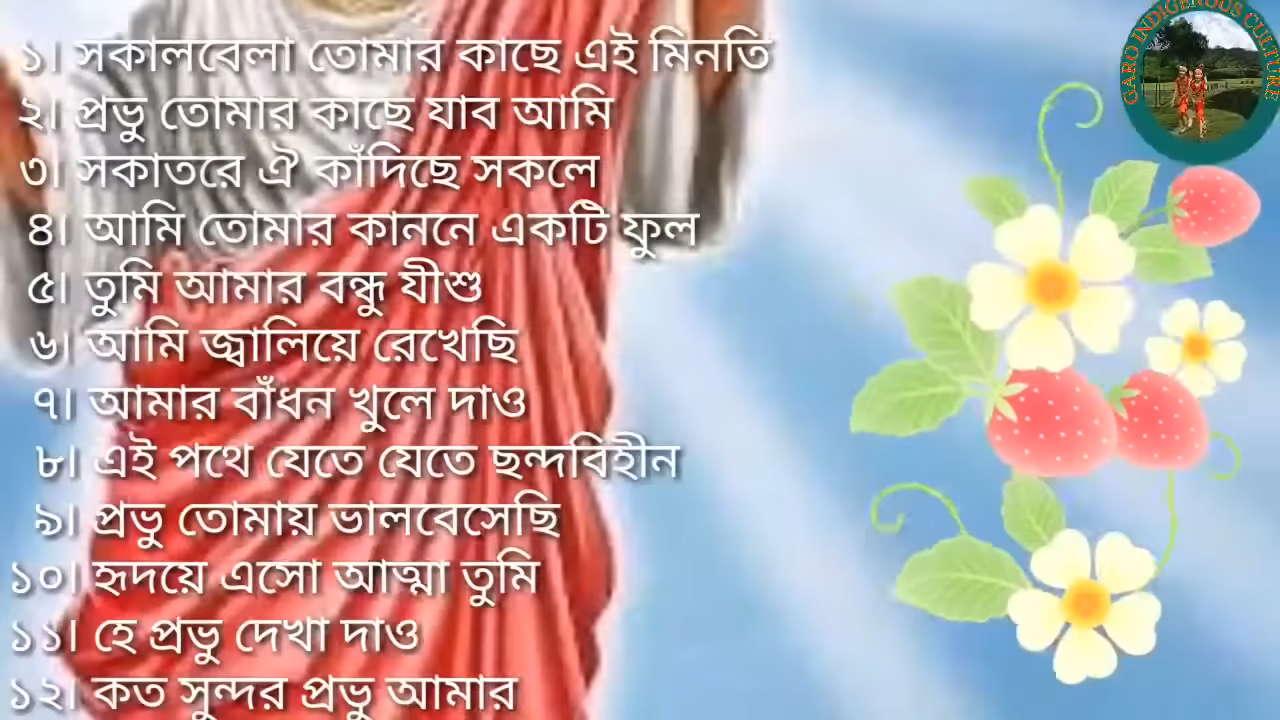 ১। সকালবেলা তোমার কাছে এই মিনতি
২। প্রভু তোমার কাছে যাব আমি
৩। সকাতরে ঐ কাঁদিছে সকলে
৪। আমি তোমার কাননে একটি ফুল
৫। তুমি আমার বন্ধু যীশু
৬। আমি জ্বালিয়ে রেখেছি
৭। আমার বাঁধন খুলে দাও
৮। এই পথে যেতে যেতে ছন্দবিহীন
৯। প্রভু তোমায় ভালবেসেছি
১০। হৃদয়ে এসো আত্মা তুমি
১১। হে প্রভু দেখা দাও
১২। কত সুন্দর প্রভু আমার
GARO INDIGENOUS CULTURE